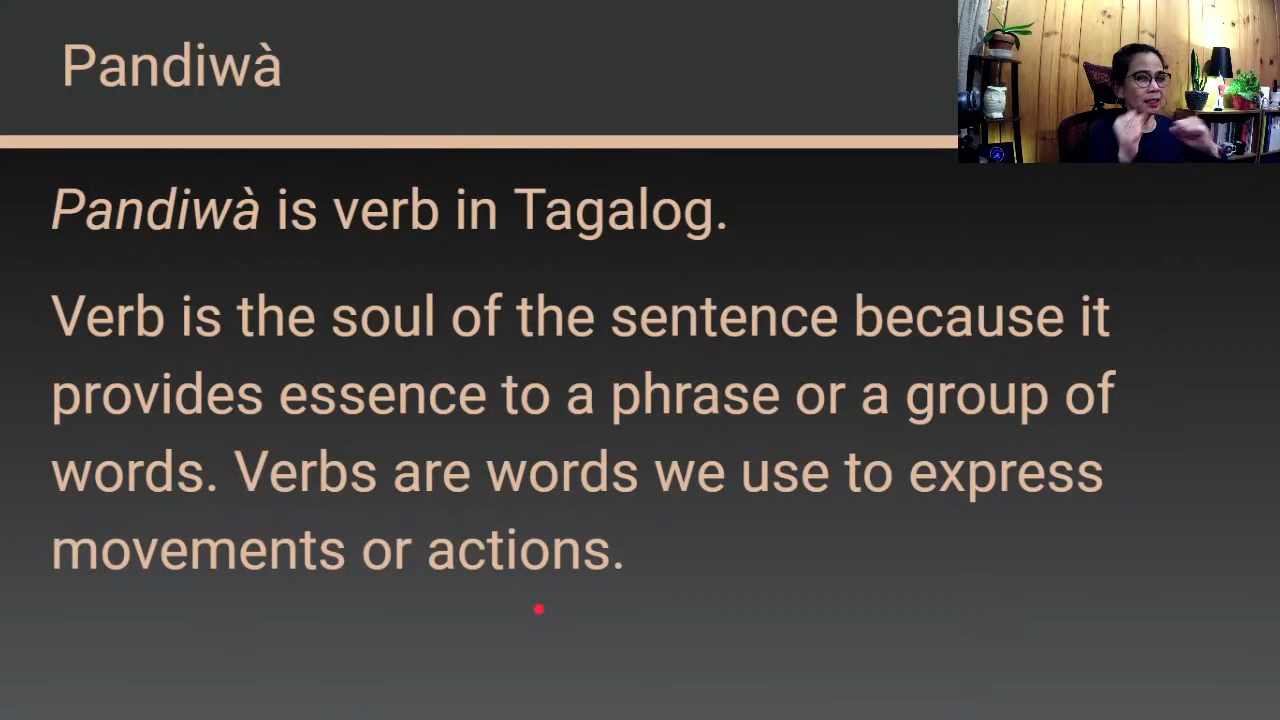 Pandiwà
Pandiwà is verb in Tagalog.
Verb is the soul of the sentence because it
provides essence to a phrase or a group of
words. Verbs are words we use to express
movements or actions.